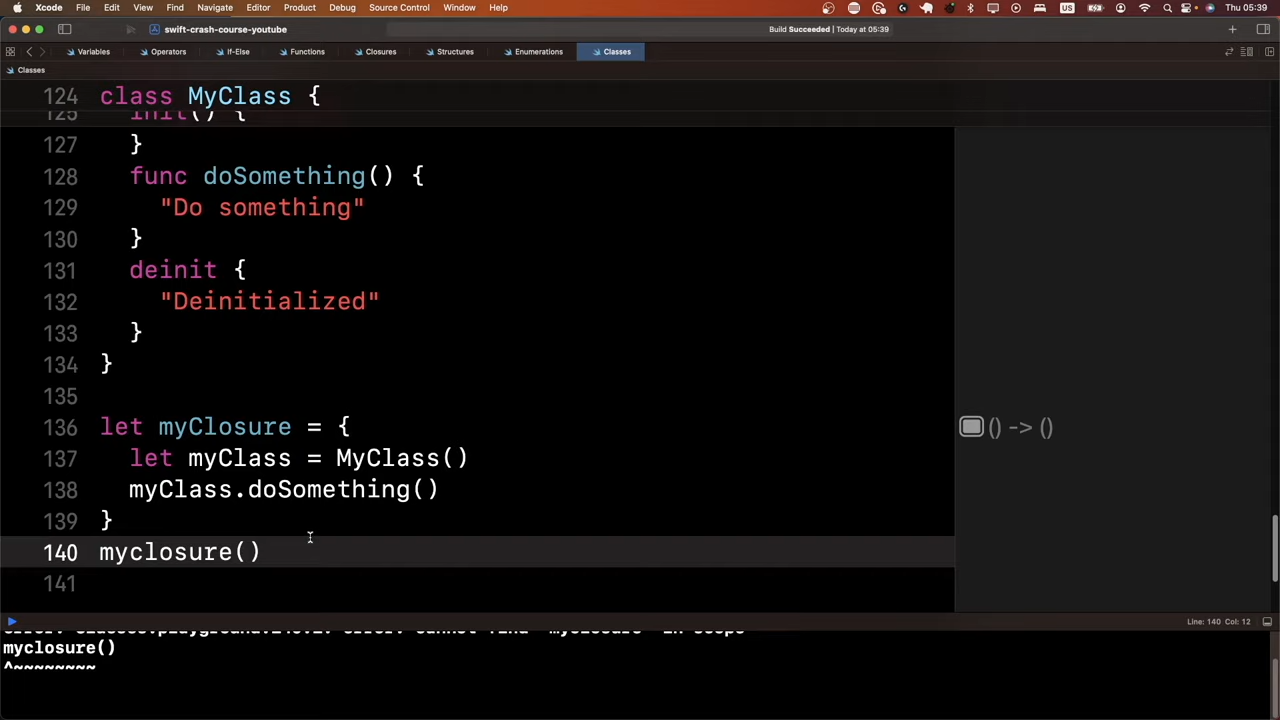 Xcode File Edit View Find Navigate Editor Product Debug Source Control Window Help US Thu 05:39
swift-crash-course-youtube Build Succeeded | Today at 05:39
Variables Operators If-Else Functions Closures Structures Enumerations Classes
Classes
124 class MyClass {
125 init() {
127 }
128 func doSomething() {
129 "Do something"
130 }
131 deinit {
132 "Deinitialized"
133 }
134 }
135
136 let myClosure = { () -> ()
137 let myClass = MyClass()
138 myClass.doSomething()
139 }
140 myclosure()
141
Line: 140 Col: 12
myclosure()
^~~~~~~~~